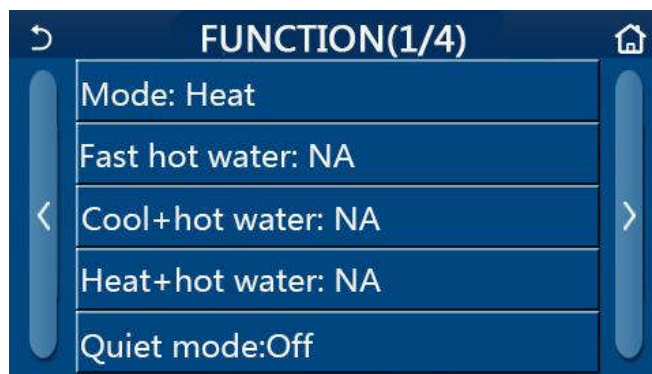 FUNCTION(1/4)
Mode: Heat
Fast hot water: NA
Cool+hot water: NA
Heat+hot water: NA
Quiet mode:Off